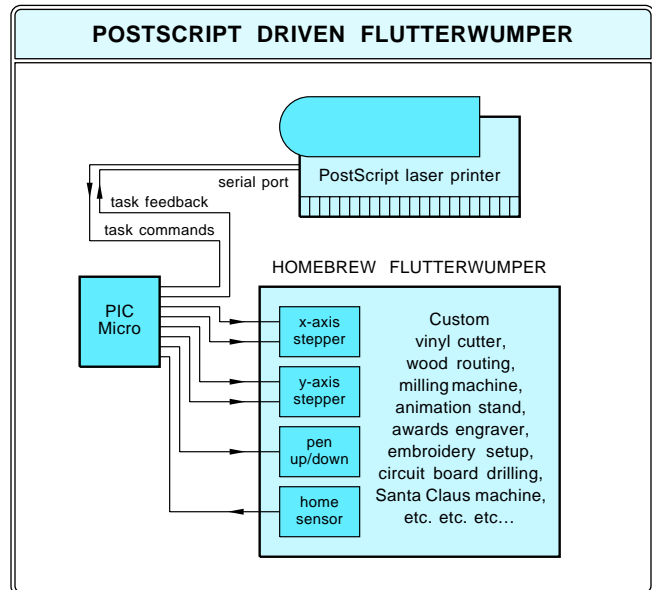 POSTSCRIPT DRIVEN FLUTTERWUMPER
PostScript laser printer
serial port
task feedback
task commands
HOMEBREW FLUTTERWUMPER
PIC
Micro
x-axis
stepper
y-axis
stepper
pen
up/down
home
sensor
Custom
vinyl cutter,
wood routing,
milling machine,
animation stand,
awards engraver,
embroidery setup,
circuit board drilling,
Santa Claus machine,
etc. etc. etc...